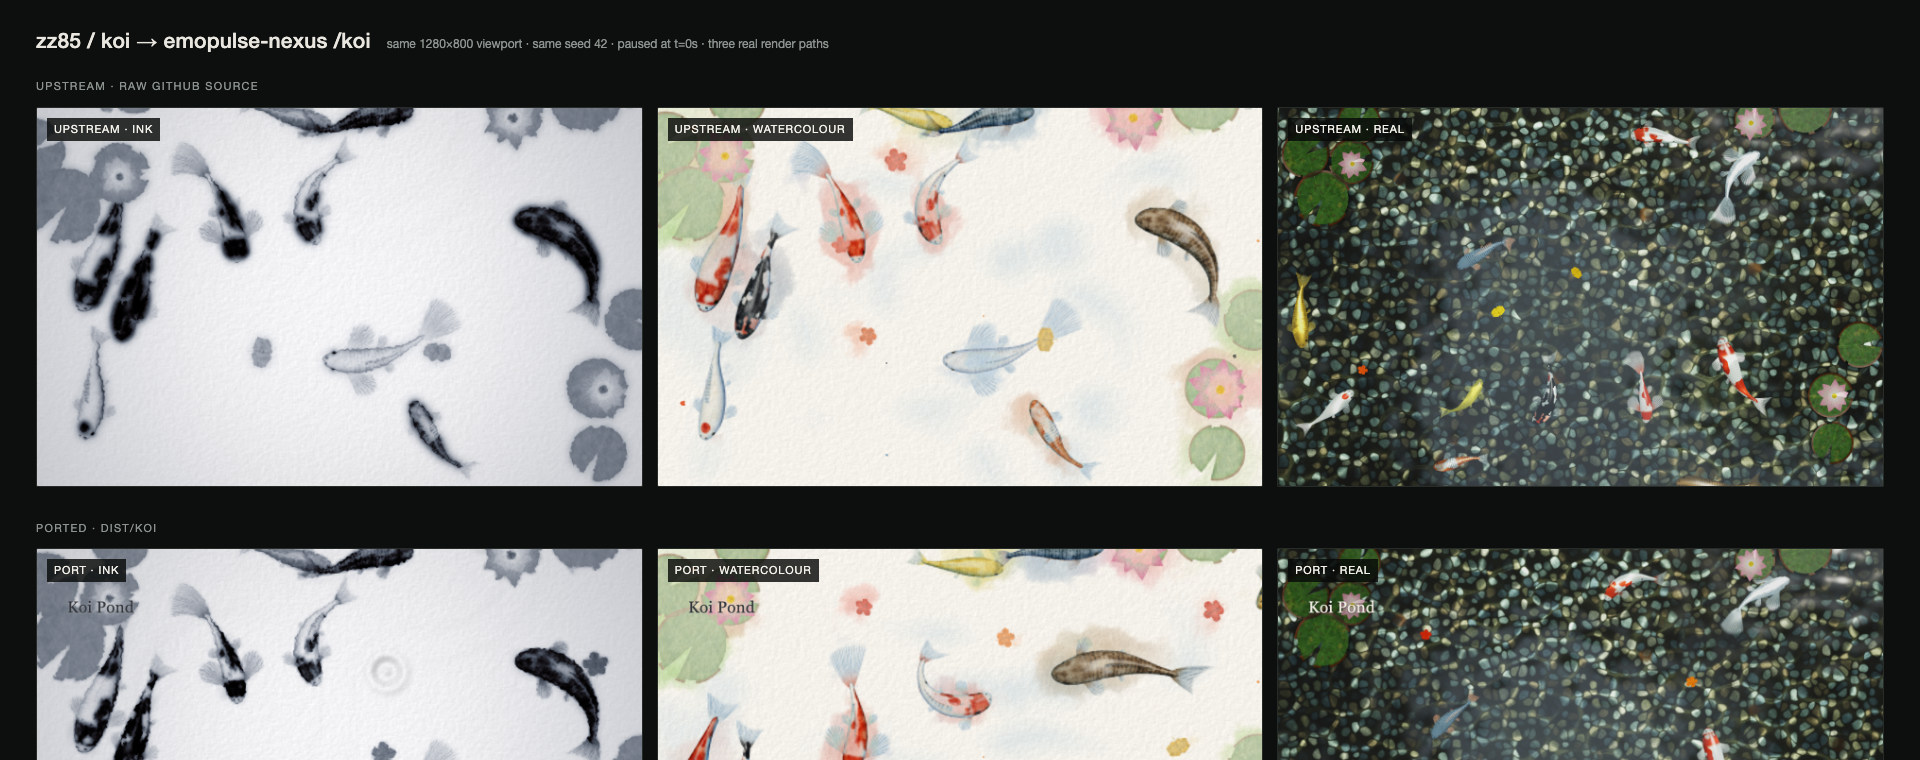 zz85 / koi → emopulse-nexus /koi
same 1280×800 viewport · same seed 42 · paused at t=0s · three real render paths
UPSTREAM · RAW GITHUB SOURCE
UPSTREAM · INK
UPSTREAM · WATERCOLOUR
UPSTREAM · REAL
PORTED · DIST/KOI
PORT · INK
Koi Pond
PORT · WATERCOLOUR
Koi Pond
PORT · REAL
Koi Pond